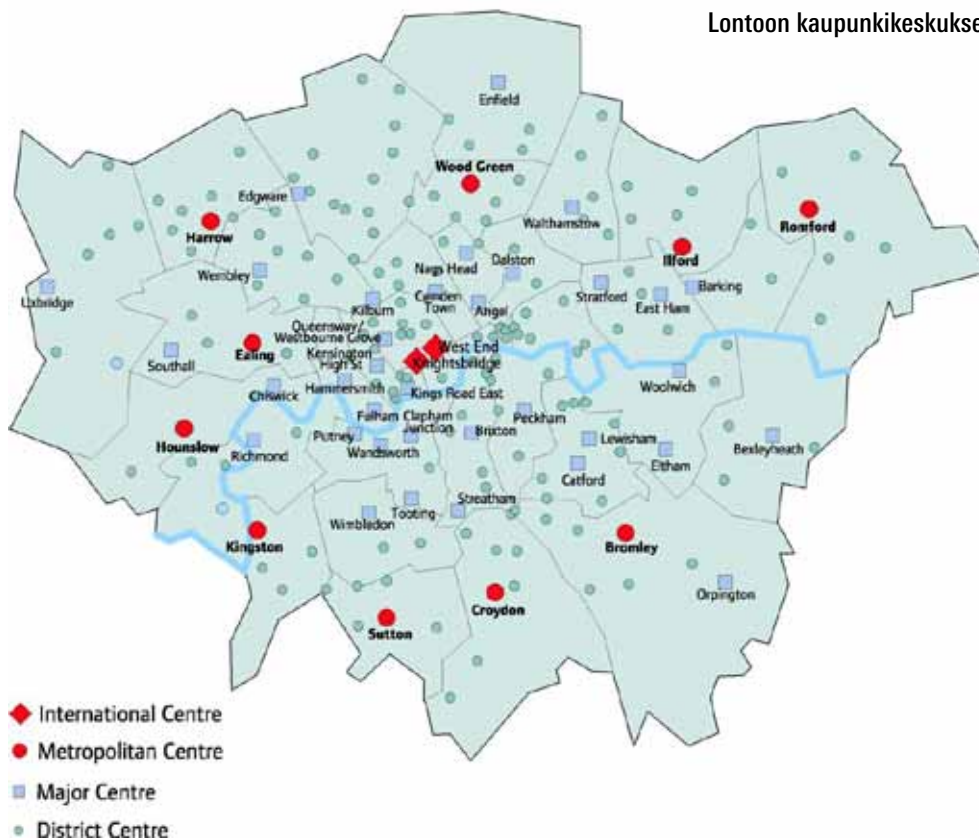 Lontoon kaupunkikeskukse
Enfield
Wood Green
Edgware
Harrow
Walthamstow
Romford
Ilford
Nags Head
Dalston
Wembley
Uxbridge
Kilburn
Camden
Town
Angel
Stratford
East Ham
Barking
Queensway/
Westbourne Grove
Ealing
Southall
Kensington
High St
West End
Knightsbridge
Chiswick
Hammersmith
Kings Road East
Woolwich
Fulham
Clapham
Junction
Peckham
Hounslow
Richmond
Putney
Wandsworth
Brixton
Lewisham
Eltham
Catford
Bexleyheach
Streatham
Tooting
Wimbledon
Kingston
Bromley
Orpington
Croydon
Sutton
International Centre
Metropolitan Centre
Major Centre
District Centre